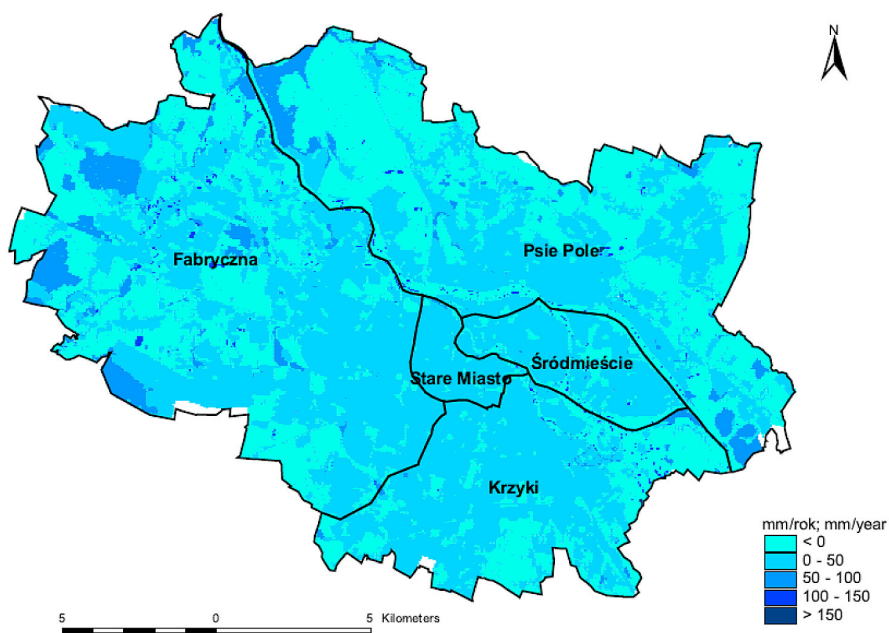 N
Psie Pole
Fabryczna
Śródmieście
Stare Miasto
Krzyki
mm/rok; mm/year
< 0
0 - 50
50 - 100
100 - 150
> 150
5 0 5 Kilometers